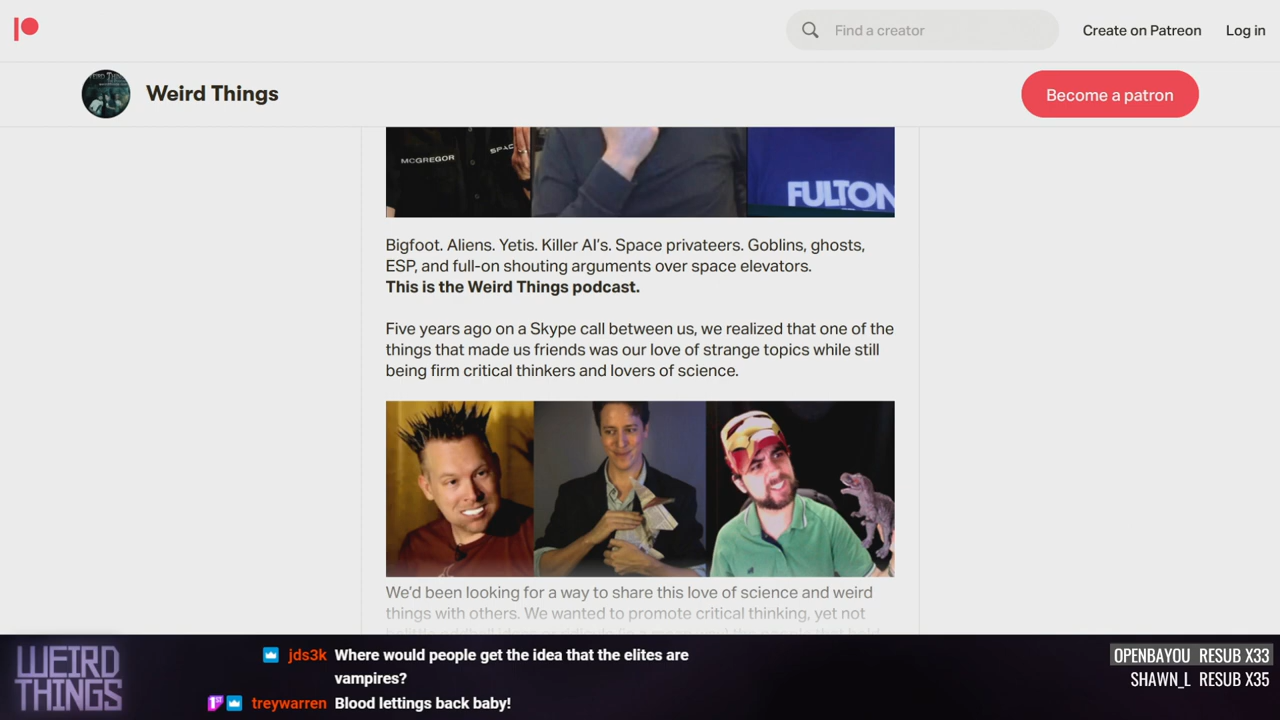 Find a creator
Create on Patreon
Log in
Weird Things
Become a patron
MCGREGOR
SPAC
FULTON
Bigfoot. Aliens. Yetis. Killer AI's. Space privateers. Goblins, ghosts,
ESP, and full-on shouting arguments over space elevators.
This is the Weird Things podcast.
Five years ago on a Skype call between us, we realized that one of the
things that made us friends was our love of strange topics while still
being firm critical thinkers and lovers of science.
We'd been looking for a way to share this love of science and weird
things with others. We wanted to promote critical thinking, yet not
WEIRD
THINGS
jds3k Where would people get the idea that the elites are
vampires?
treywarren Blood lettings back baby!
OPENBAYOU RESUB X33
SHAWN_L RESUB X35